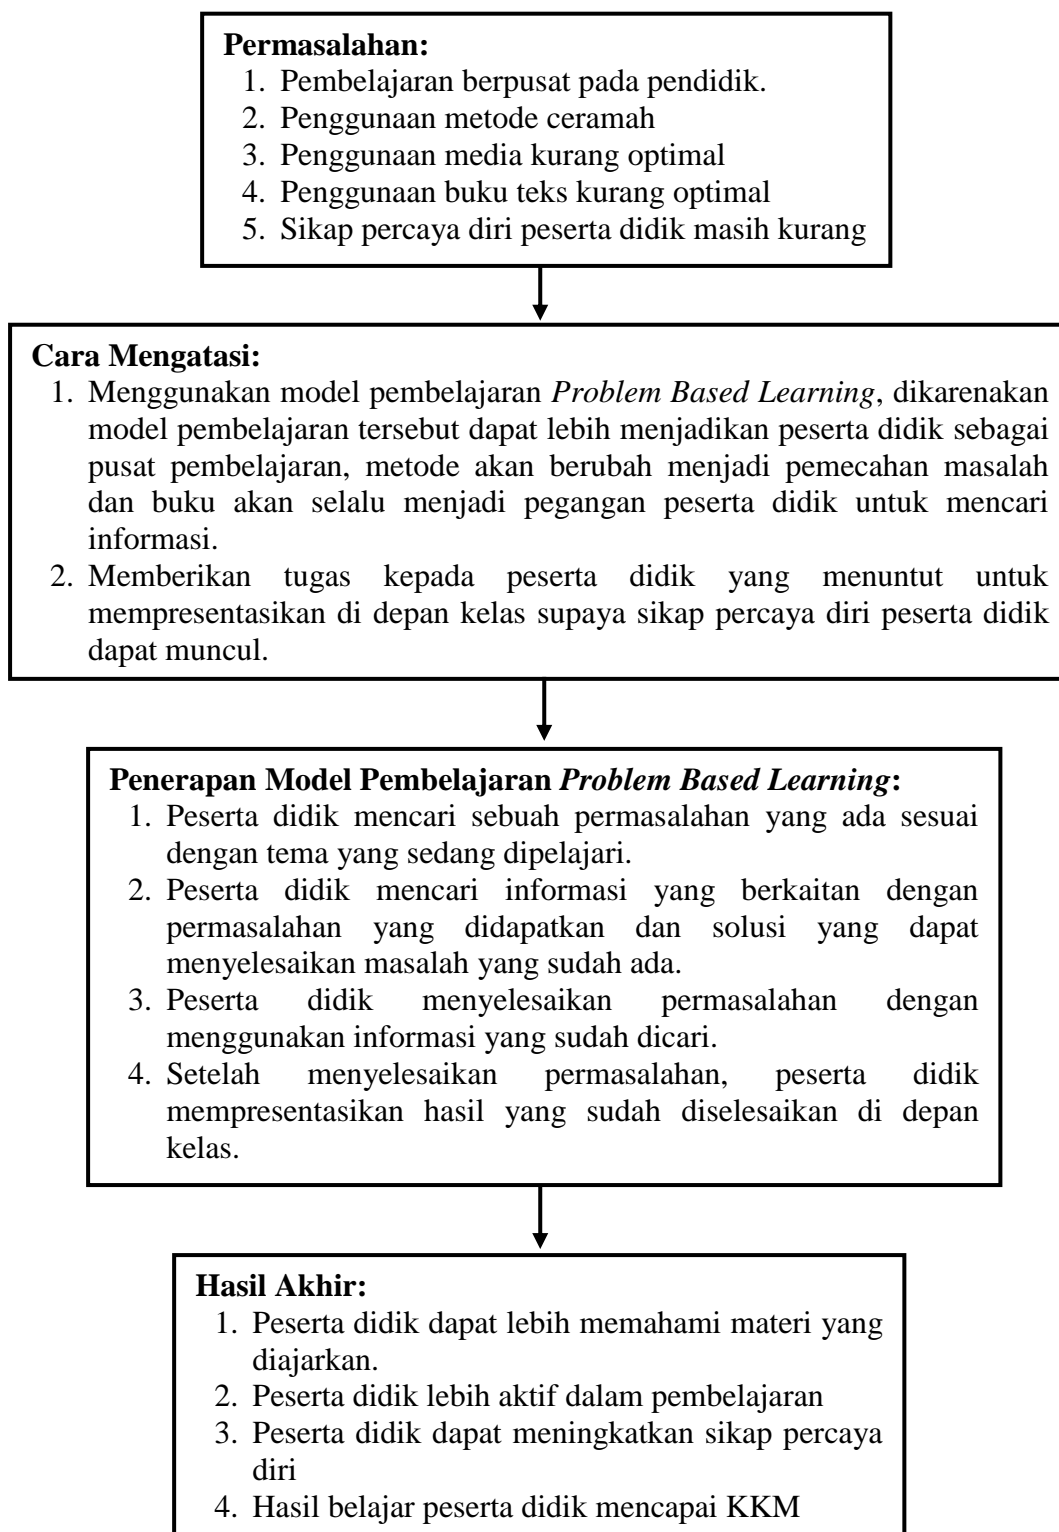 Permasalahan:
1. Pembelajaran berpusat pada pendidik.
2. Penggunaan metode ceramah
3. Penggunaan media kurang optimal
4. Penggunaan buku teks kurang optimal
5. Sikap percaya diri peserta didik masih kurang
Cara Mengatasi:
1. Menggunakan model pembelajaran Problem Based Learning, dikarenakan
model pembelajaran tersebut dapat lebih menjadikan peserta didik sebagai
pusat pembelajaran, metode akan berubah menjadi pemecahan masalah
dan buku akan selalu menjadi pegangan peserta didik untuk mencari
informasi.
2. Memberikan tugas kepada peserta didik yang menuntut untuk
mempresentasikan di depan kelas supaya sikap percaya diri peserta didik
dapat muncul.
Penerapan Model Pembelajaran Problem Based Learning:
1. Peserta didik mencari sebuah permasalahan yang ada sesuai
dengan tema yang sedang dipelajari.
2. Peserta didik mencari informasi yang berkaitan dengan
permasalahan yang didapatkan dan solusi yang dapat
menyelesaikan masalah yang sudah ada.
3. Peserta didik menyelesaikan permasalahan dengan
menggunakan informasi yang sudah dicari.
4. Setelah menyelesaikan permasalahan, peserta didik
mempresentasikan hasil yang sudah diselesaikan di depan
kelas.
Hasil Akhir:
1. Peserta didik dapat lebih memahami materi yang
diajarkan.
2. Peserta didik lebih aktif dalam pembelajaran
3. Peserta didik dapat meningkatkan sikap percaya
diri
4. Hasil belajar peserta didik mencapai KKM